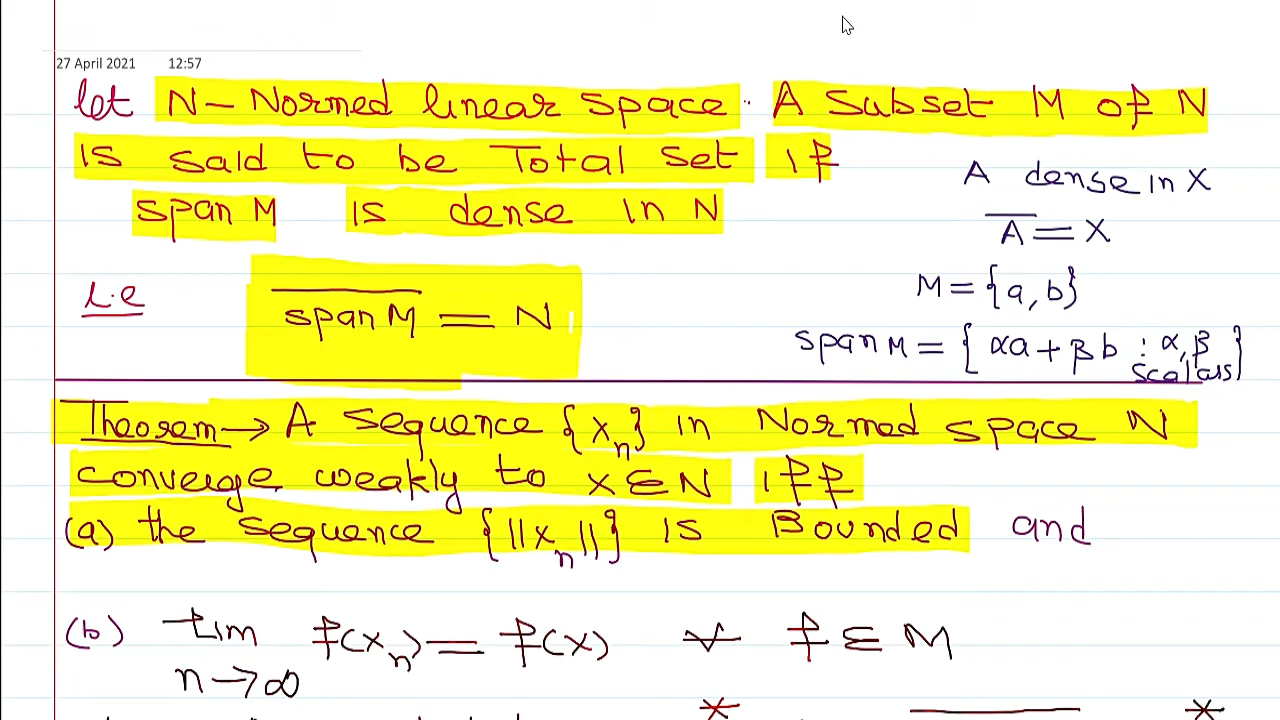 27 April 2021 12:57
let N - Normed linear space. A subset M of N
is said to be Total set if
span M is dense in N
A dense in X
A̅ = X
M = {a, b}
i.e
s̅p̅a̅n̅ ̅M̅ = N
span M = { αa + βb : α, β scalars }
Theorem → A sequence {xₙ} in Normed space N
converge weakly to x ∈ N iff
(a) the sequence {||xₙ||} is Bounded and
(b) lim f(xₙ) = f(x) ∀ f ∈ M
n → ∞